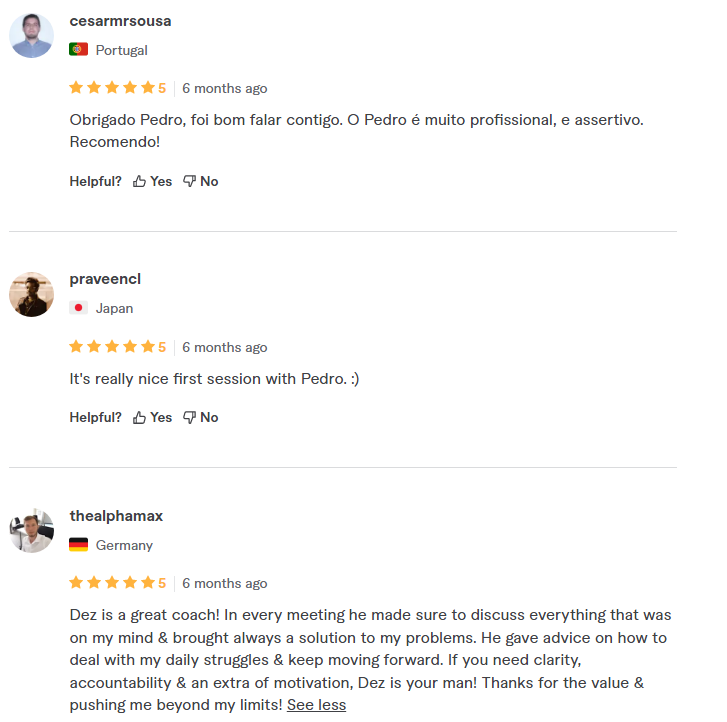 cesarmrsousa
Portugal
5 6 months ago
Obrigado Pedro, foi bom falar contigo. O Pedro é muito profissional, e assertivo.
Recomendo!
Helpful? Yes No
praveencl
Japan
5 6 months ago
It's really nice first session with Pedro. :)
Helpful? Yes No
thealphamax
Germany
5 6 months ago
Dez is a great coach! In every meeting he made sure to discuss everything that was
on my mind & brought always a solution to my problems. He gave advice on how to
deal with my daily struggles & keep moving forward. If you need clarity,
accountability & an extra of motivation, Dez is your man! Thanks for the value &
pushing me beyond my limits! See less